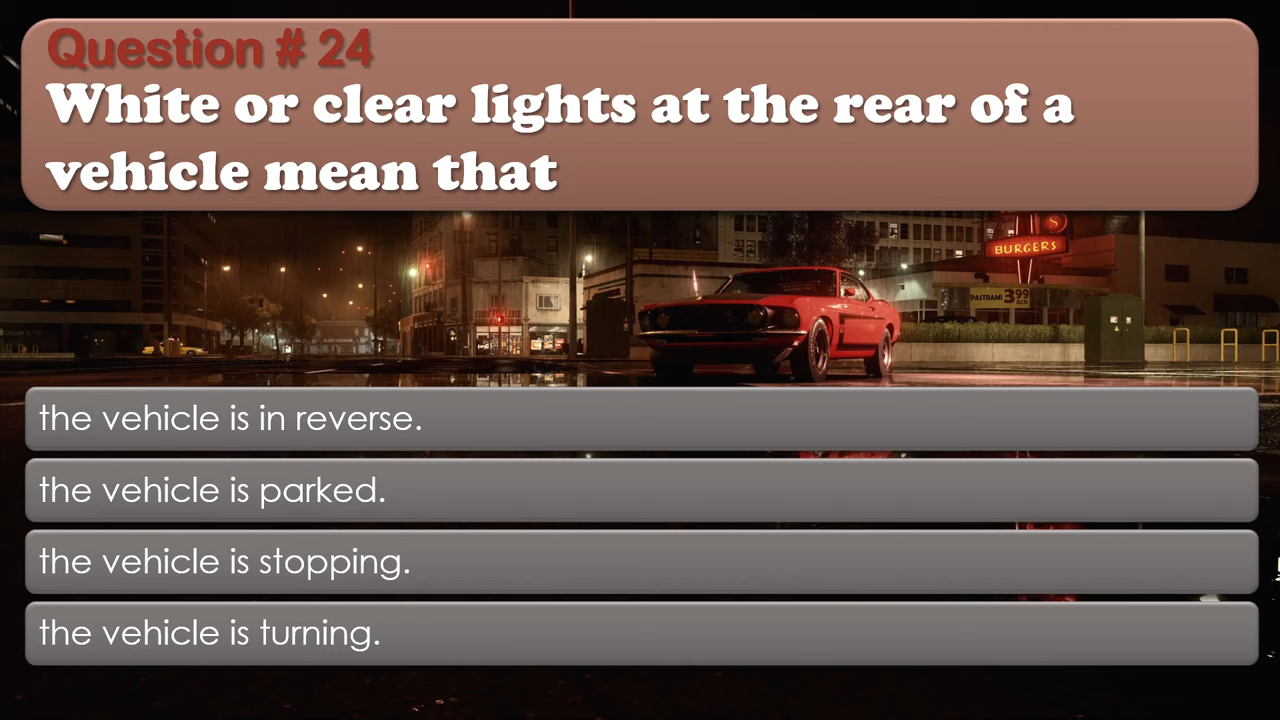 Question # 24
White or clear lights at the rear of a
vehicle mean that
S
BURGERS
PASTRAMI 3.99
the vehicle is in reverse.
the vehicle is parked.
the vehicle is stopping.
the vehicle is turning.